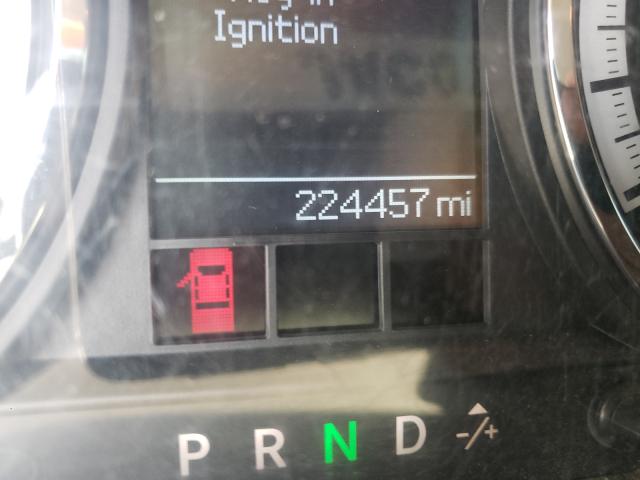 Ignition
224457 mi
P R N D -/+